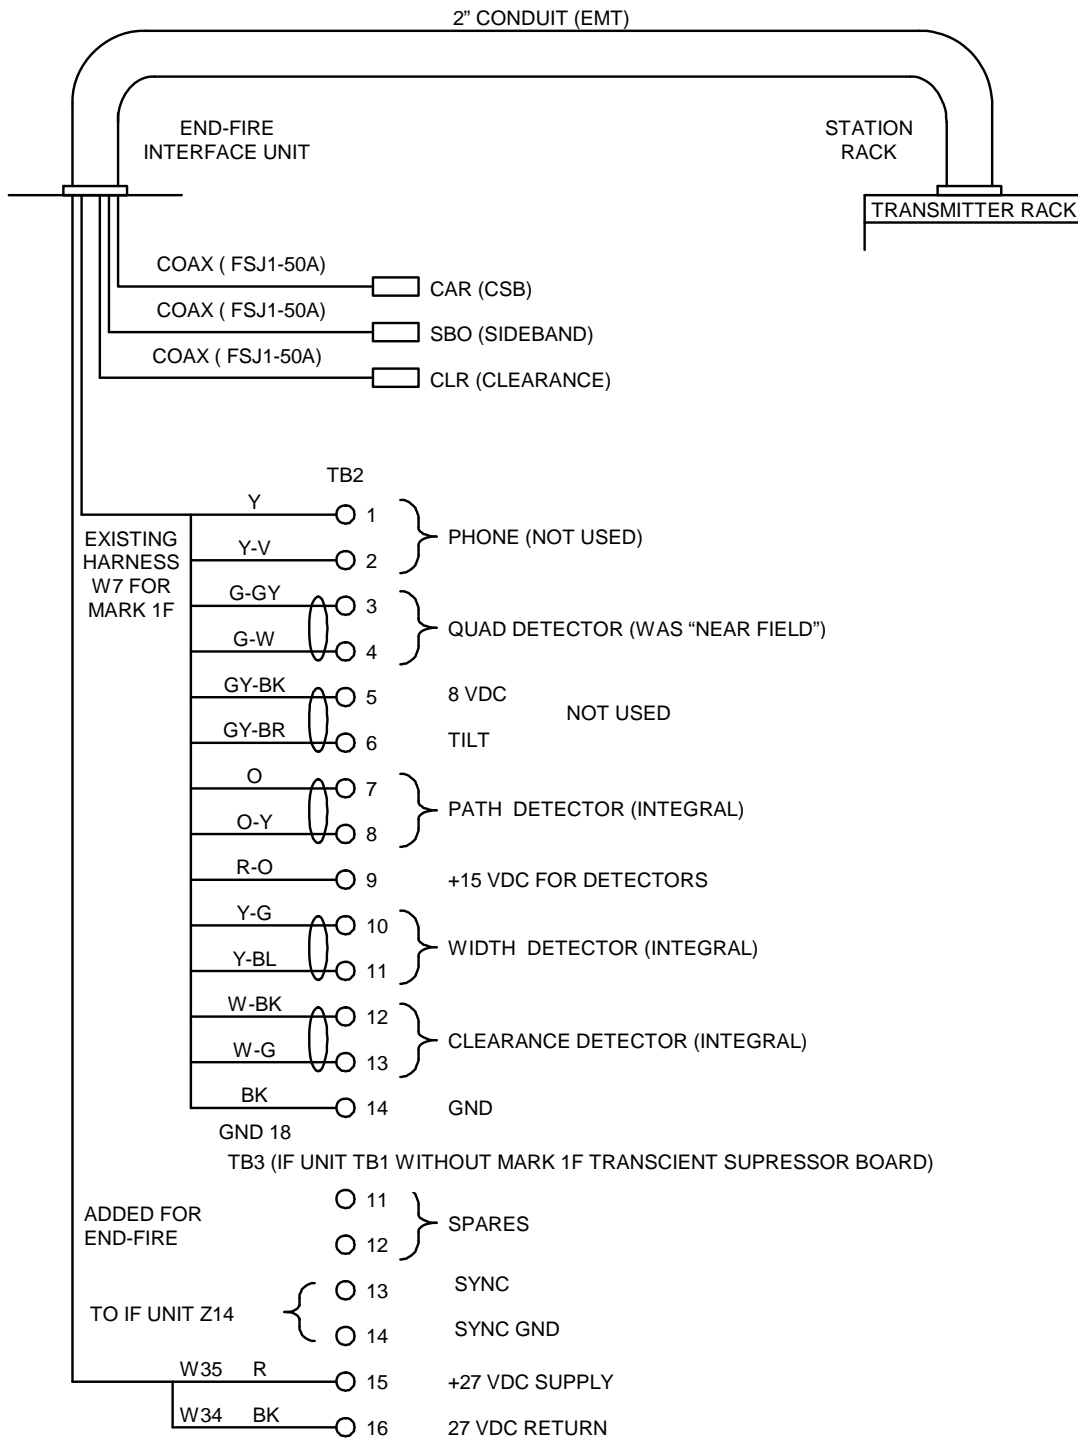 2” CONDUIT (EMT)
END-FIRE
INTERFACE UNIT
STATION
RACK
TRANSMITTER RACK
COAX ( FSJ1-50A)
CAR (CSB)
COAX ( FSJ1-50A)
SBO (SIDEBAND)
COAX ( FSJ1-50A)
CLR (CLEARANCE)
TB2
EXISTING
HARNESS
W7 FOR
MARK 1F
Y 1
Y-V 2
PHONE (NOT USED)
G-GY 3
G-W 4
QUAD DETECTOR (WAS “NEAR FIELD”)
GY-BK 5 8 VDC
GY-BR 6 TILT
NOT USED
O 7
O-Y 8
PATH DETECTOR (INTEGRAL)
R-O 9 +15 VDC FOR DETECTORS
Y-G 10
Y-BL 11
WIDTH DETECTOR (INTEGRAL)
W-BK 12
W-G 13
CLEARANCE DETECTOR (INTEGRAL)
BK 14 GND
GND 18
TB3 (IF UNIT TB1 WITHOUT MARK 1F TRANSCIENT SUPRESSOR BOARD)
ADDED FOR
END-FIRE
11
12
SPARES
TO IF UNIT Z14
13 SYNC
14 SYNC GND
W35 R 15 +27 VDC SUPPLY
W34 BK 16 27 VDC RETURN